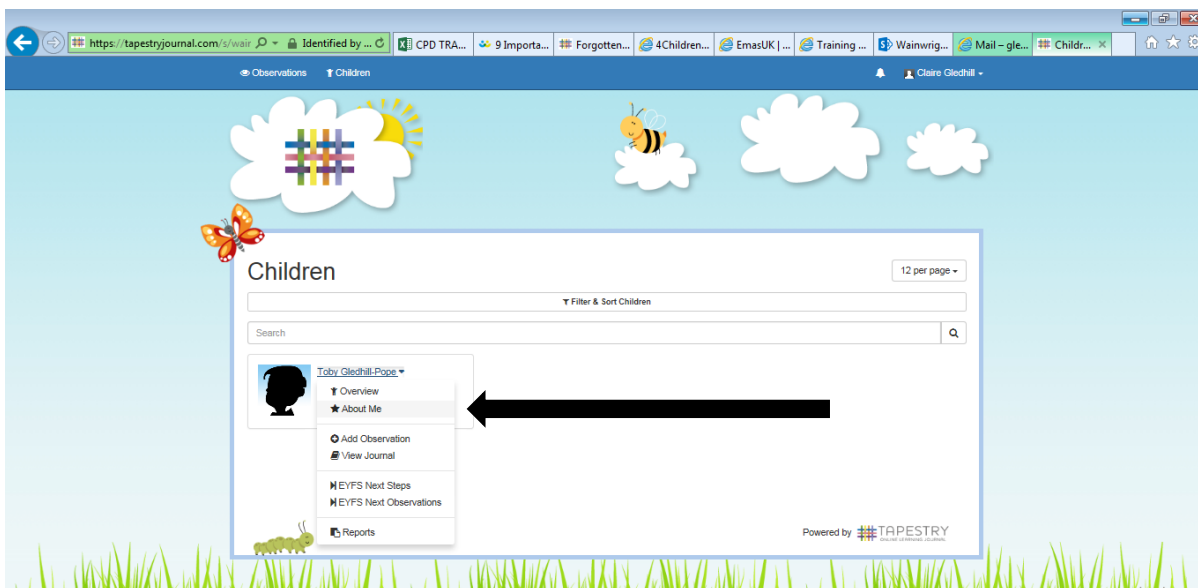 https://tapestryjournal.com/s/wair
Identified by ...
CPD TRA...
9 Importa...
Forgotten...
4Children...
EmasUK | ...
Training ...
Wainwrig...
Mail – gle...
Childr...
Observations
Children
Claire Gledhill
Children
12 per page
Filter & Sort Children
Search
Toby Gledhill-Pope
Overview
About Me
Add Observation
View Journal
EYFS Next Steps
EYFS Next Observations
Reports
Powered by TAPESTRY
ONLINE LEARNING JOURNAL